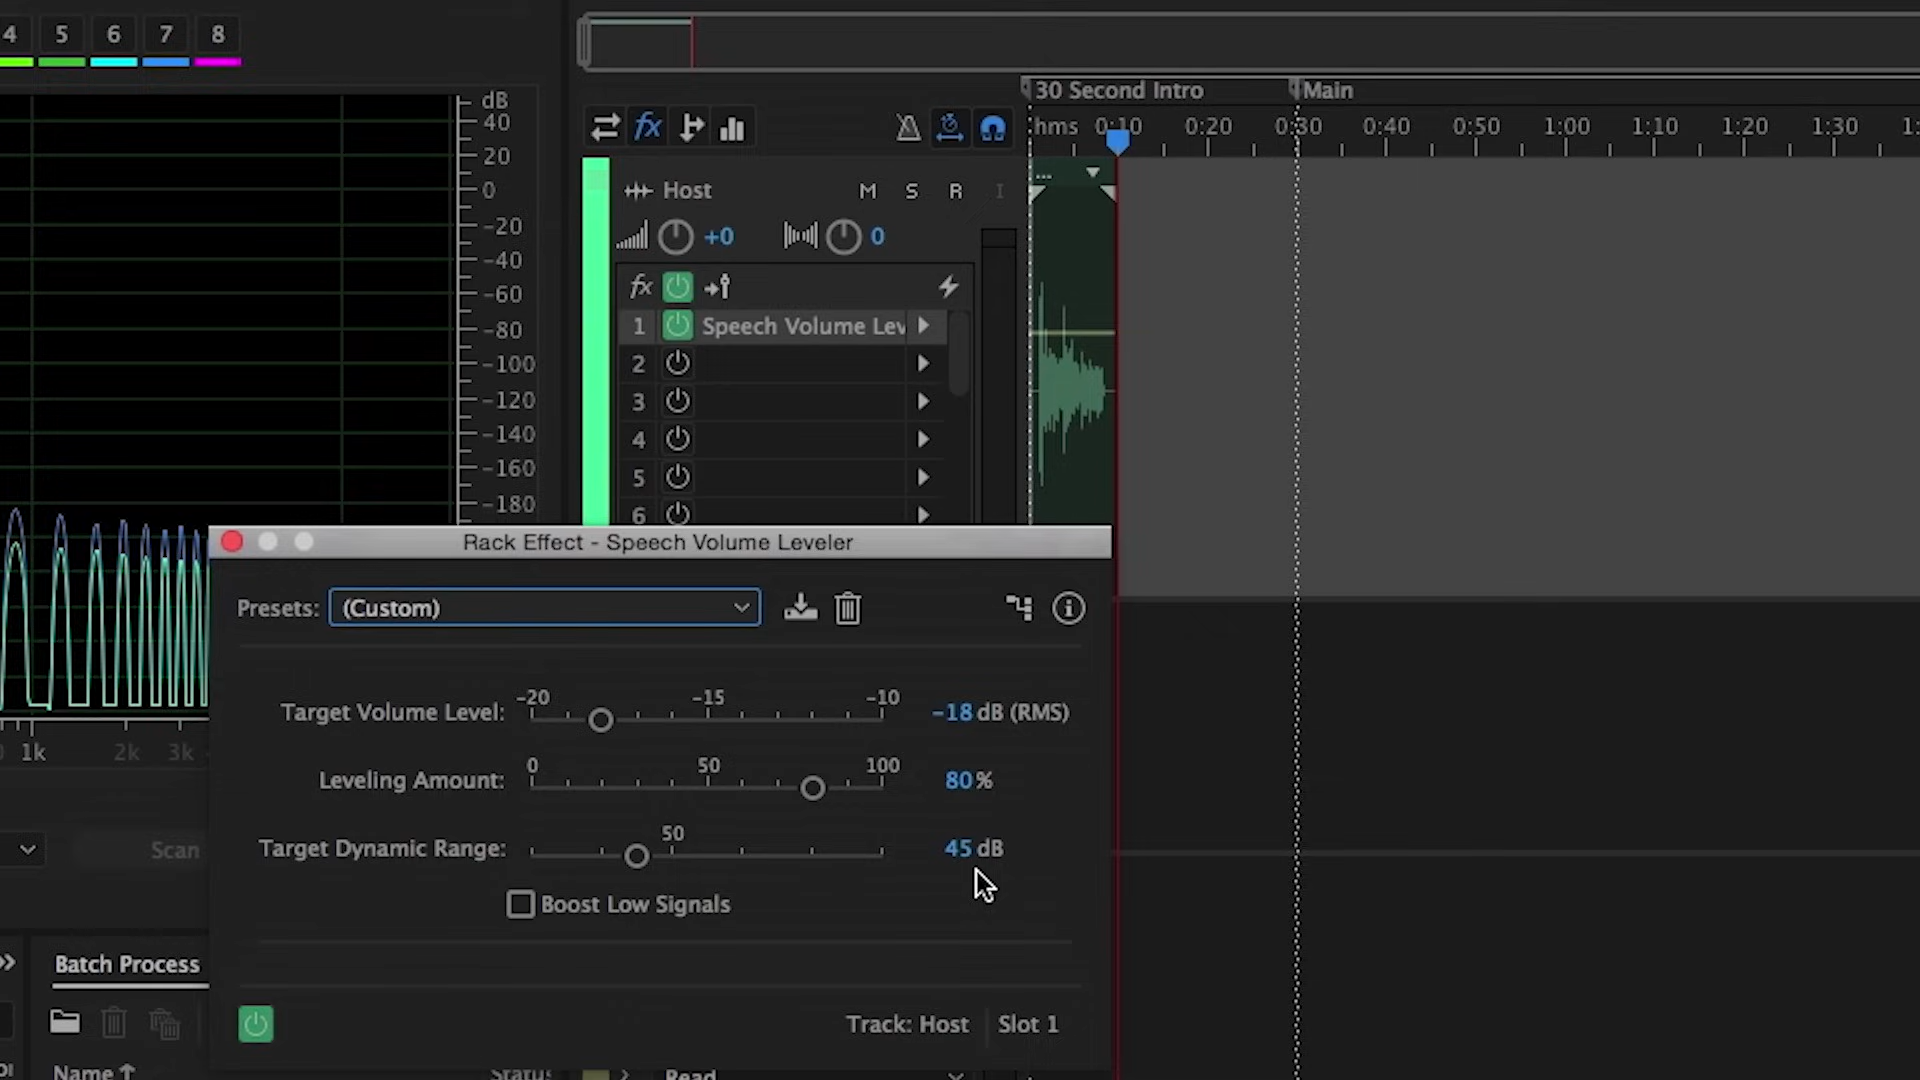 4 5 6 7 8
dB
40
20
0
-20
-40
-60
-80
-100
-120
-140
-160
-180
1k 2k 3k
Scan
Batch Process
Name
30 Second Intro Main
hms 0:10 0:20 0:30 0:40 0:50 1:00 1:10 1:20 1:30
Host M S R I
+0 0
fx
1 Speech Volume Lev
2
3
4
5
6
Rack Effect - Speech Volume Leveler
Presets: (Custom)
-20 -15 -10
Target Volume Level: -18 dB (RMS)
0 50 100
Leveling Amount: 80 %
50
Target Dynamic Range: 45 dB
Boost Low Signals
Track: Host Slot 1
Read